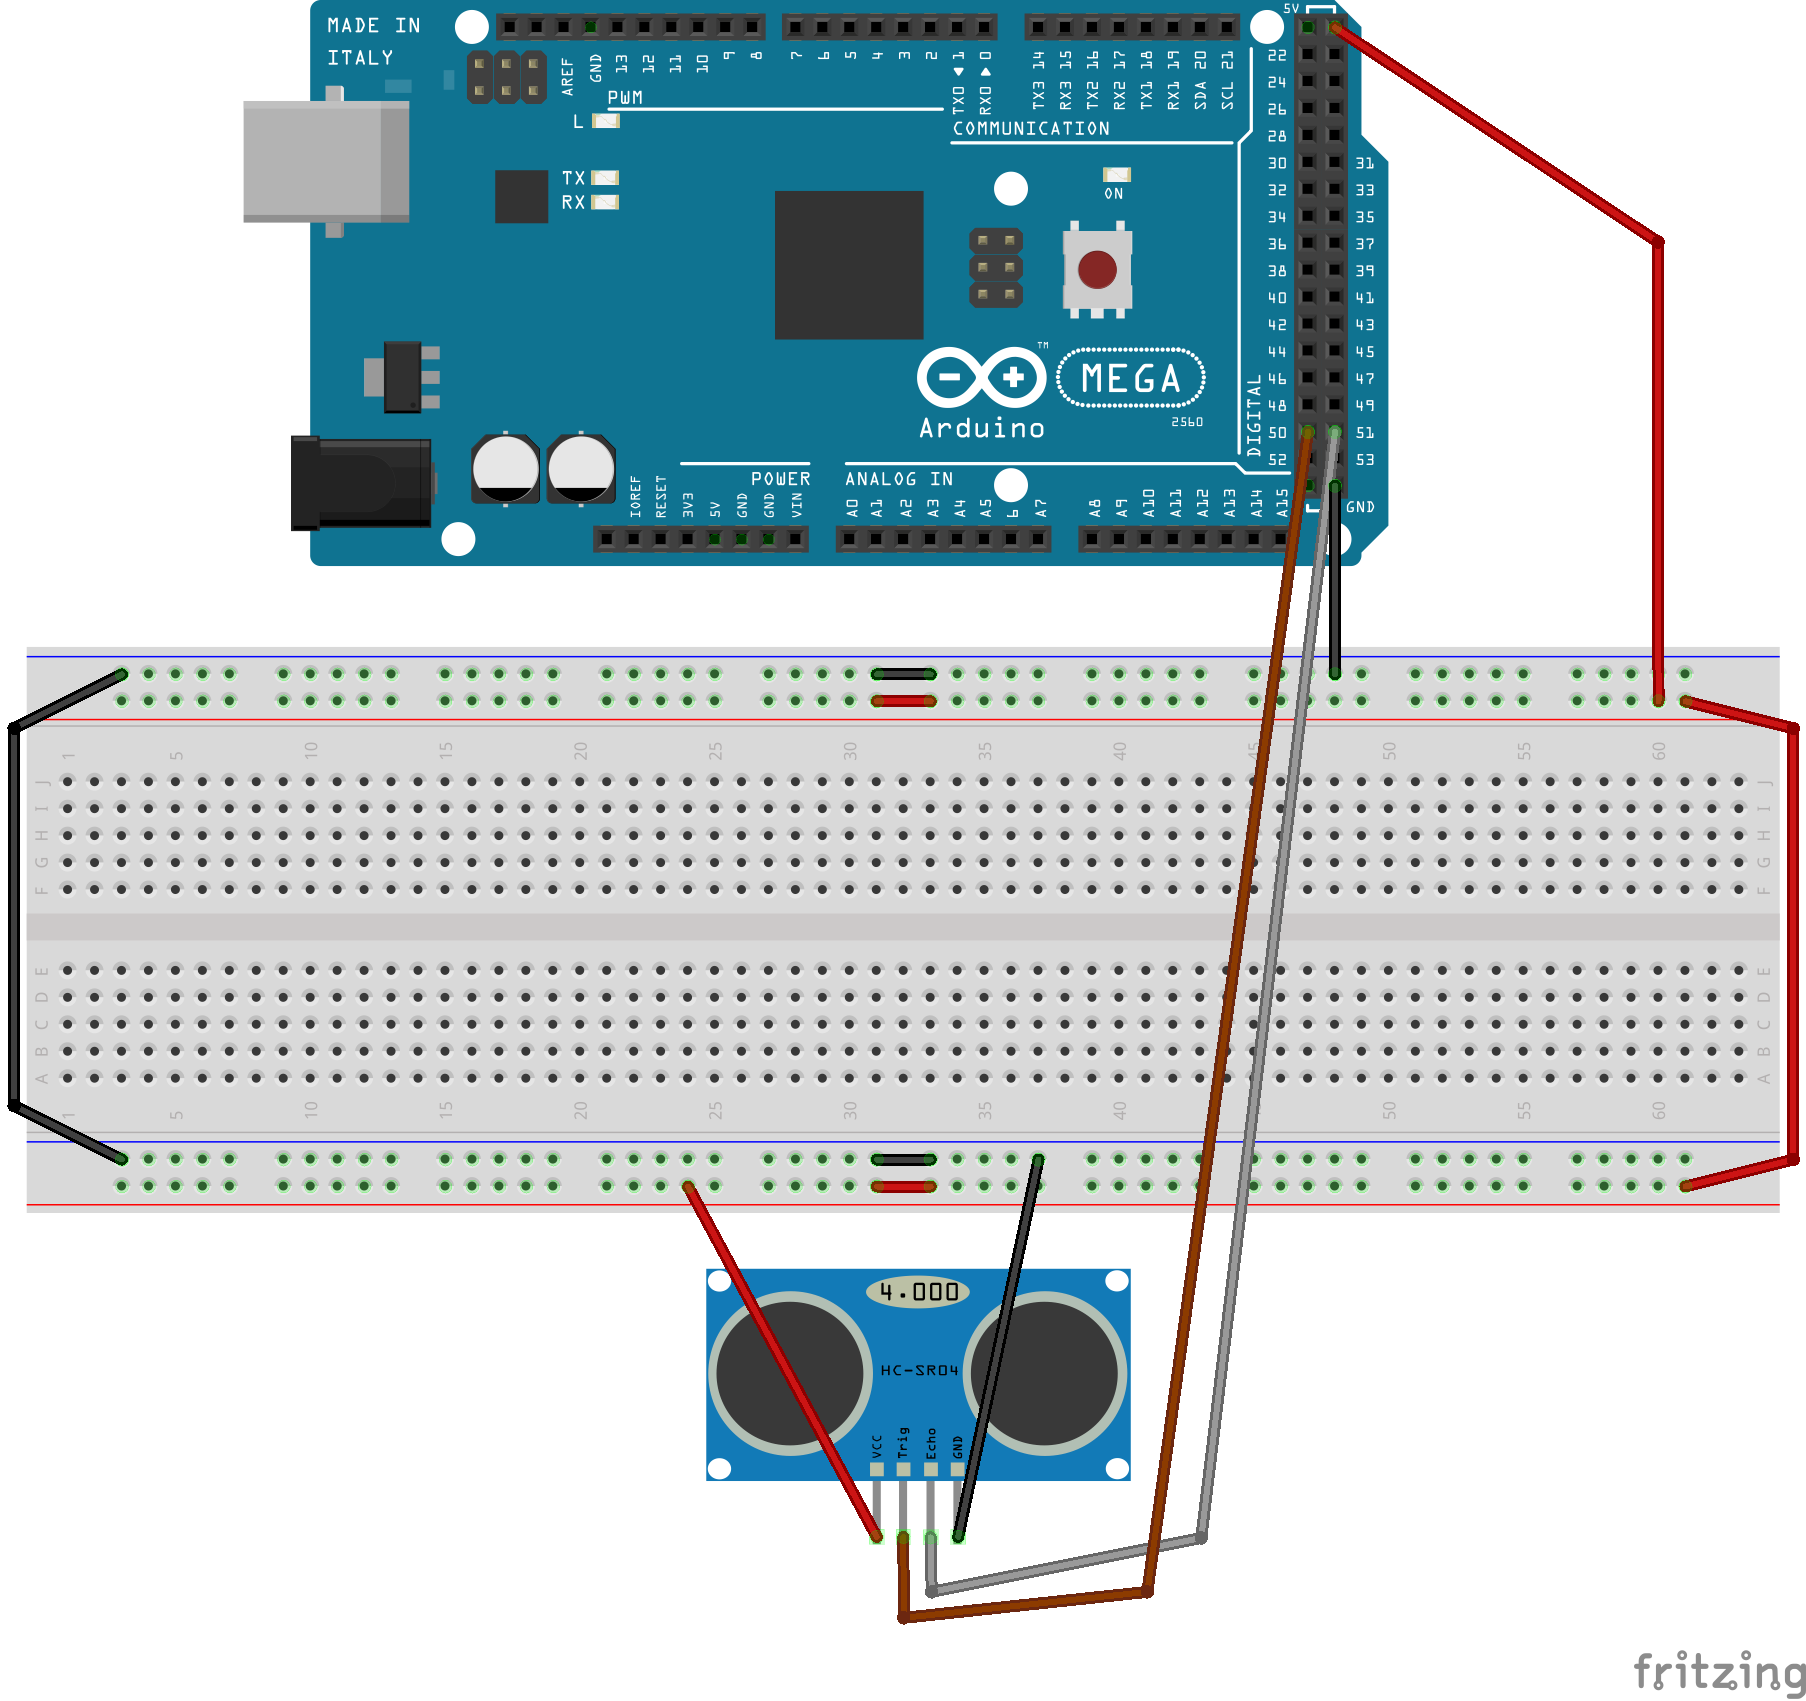 MADE IN
ITALY
5V
AREF
GND
13
12
11
10
9
8
7
6
5
4
3
2
TX0 1
RX0 0
TX3 14
RX3 15
TX2 16
RX2 17
TX1 18
RX1 19
SDA 20
SCL 21
PWM
L
COMMUNICATION
TX
RX
ON
22
24
26
28
30 31
32 33
34 35
36 37
38 39
40 41
42 43
44 45
46 47
48 49
50 51
52 53
GND
DIGITAL
TM
MEGA
Arduino
2560
POWER
ANALOG IN
IOREF
RESET
3V3
5V
GND
GND
VIN
A0
A1
A2
A3
A4
A5
6
A7
A8
A9
A10
A11
A12
A13
A14
A15
1 5 10 15 20 25 30 35 40 45 50 55 60
J J
I I
H H
G G
F F
E E
D D
C C
B B
A A
1 5 10 15 20 25 30 35 40 50 55 60
4.000
HC-SR04
VCC
Trig
Echo
GND
fritzing